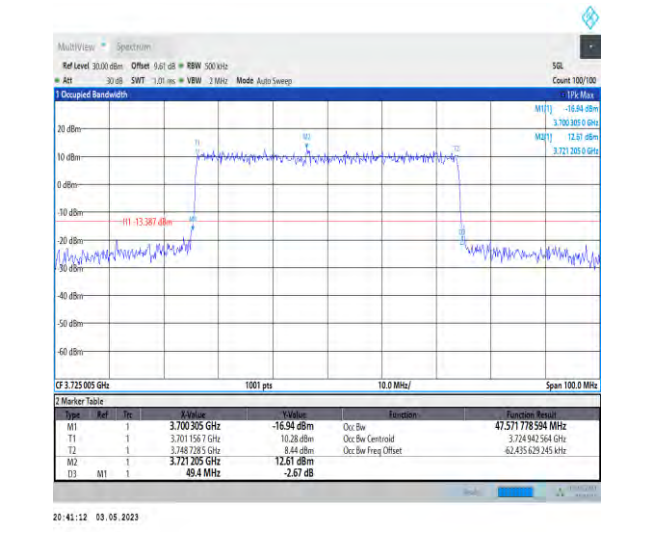 MultiView Spectrum
Ref Level 30.00 dBm Offset 9.61 dB RBW 500 kHz SGL
Att 30 dB SWT 1.01 ms VBW 2 MHz Mode Auto Sweep Count 100/100
1 Occupied Bandwidth 1Pk Max
M1[1] -16.94 dBm
3.700 305 0 GHz
M2[1] 12.61 dBm
3.721 205 0 GHz
20 dBm
T1 M2 T2
10 dBm
0 dBm
-10 dBm
H1 -13.387 dBm M1
-20 dBm
D3
-30 dBm
-40 dBm
-50 dBm
-60 dBm
CF 3.725 005 GHz 1001 pts 10.0 MHz/ Span 100.0 MHz
2 Marker Table
Type Ref Trc X-Value Y-Value Function Function Result
M1 1 3.700 305 GHz -16.94 dBm Occ Bw 47.571 778 594 MHz
T1 1 3.701 156 7 GHz 10.28 dBm Occ Bw Centroid 3.724 942 564 GHz
T2 1 3.748 728 5 GHz 8.44 dBm Occ Bw Freq Offset -62.435 629 245 kHz
M2 1 3.721 205 GHz 12.61 dBm
D3 M1 1 49.4 MHz -2.67 dB
20:41:12 03.05.2023